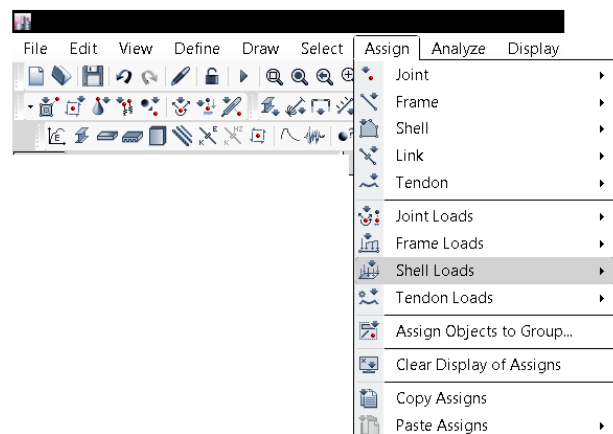 File Edit View Define Draw Select Assign Analyze Display
Joint
Frame
Shell
Link
Tendon
Joint Loads
Frame Loads
Shell Loads
Tendon Loads
Assign Objects to Group...
Clear Display of Assigns
Copy Assigns
Paste Assigns